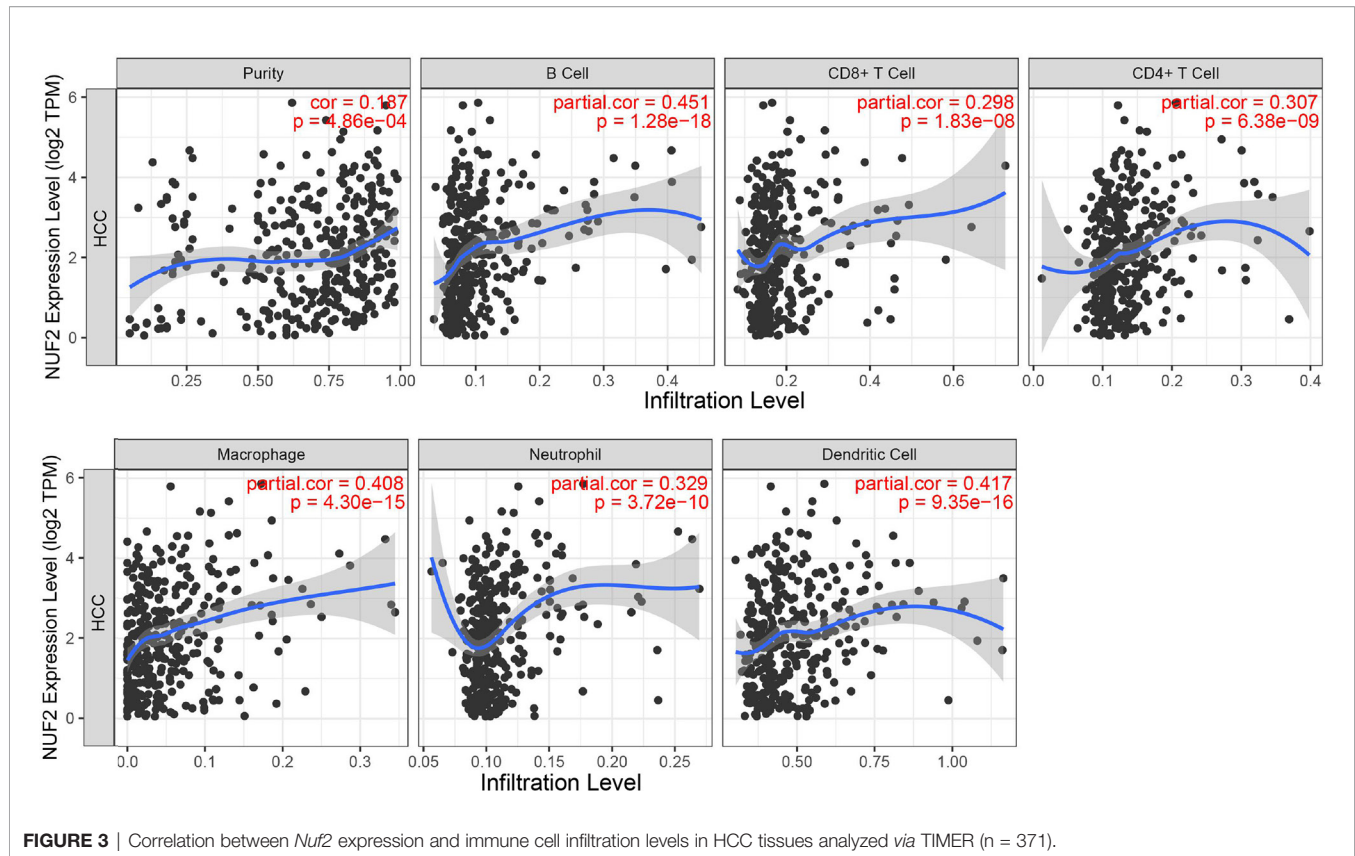 Purity
B Cell
CD8+ T Cell
CD4+ T Cell
NUF2 Expression Level (log2 TPM)
HCC
6
4
2
0
cor = 0.187
p = 4.86e−04
partial.cor = 0.451
p = 1.28e−18
partial.cor = 0.298
p = 1.83e−08
partial.cor = 0.307
p = 6.38e−09
0.25 0.50 0.75 1.00 0.1 0.2 0.3 0.4 0.2 0.4 0.6 0.0 0.1 0.2 0.3 0.4
Infiltration Level
Macrophage
Neutrophil
Dendritic Cell
NUF2 Expression Level (log2 TPM)
HCC
6
4
2
0
partial.cor = 0.408
p = 4.30e−15
partial.cor = 0.329
p = 3.72e−10
partial.cor = 0.417
p = 9.35e−16
0.0 0.1 0.2 0.3 0.05 0.10 0.15 0.20 0.25 0.50 0.75 1.00
Infiltration Level
FIGURE 3 | Correlation between Nuf2 expression and immune cell infiltration levels in HCC tissues analyzed via TIMER (n = 371).